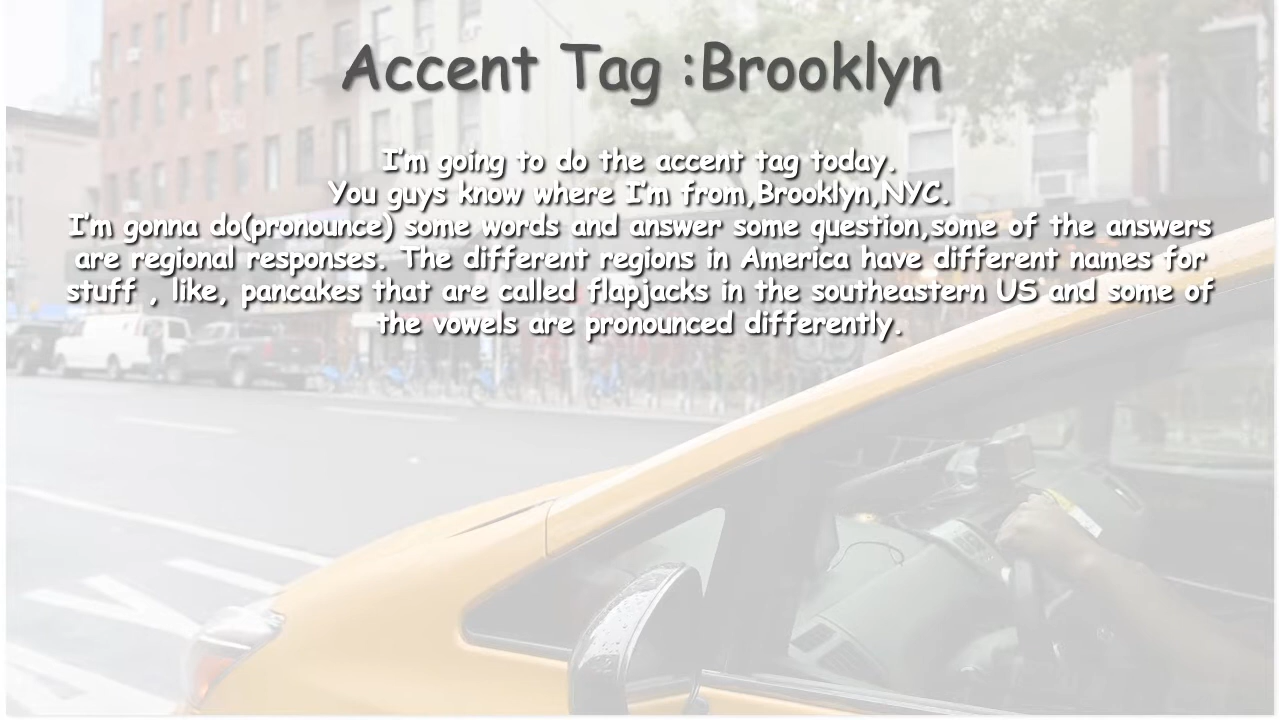 Accent Tag :Brooklyn
I'm going to do the accent tag today.
You guys know where I'm from,Brooklyn,NYC.
I'm gonna do(pronounce) some words and answer some question,some of the answers
are regional responses. The different regions in America have different names for
stuff , like, pancakes that are called flapjacks in the southeastern US and some of
the vowels are pronounced differently.